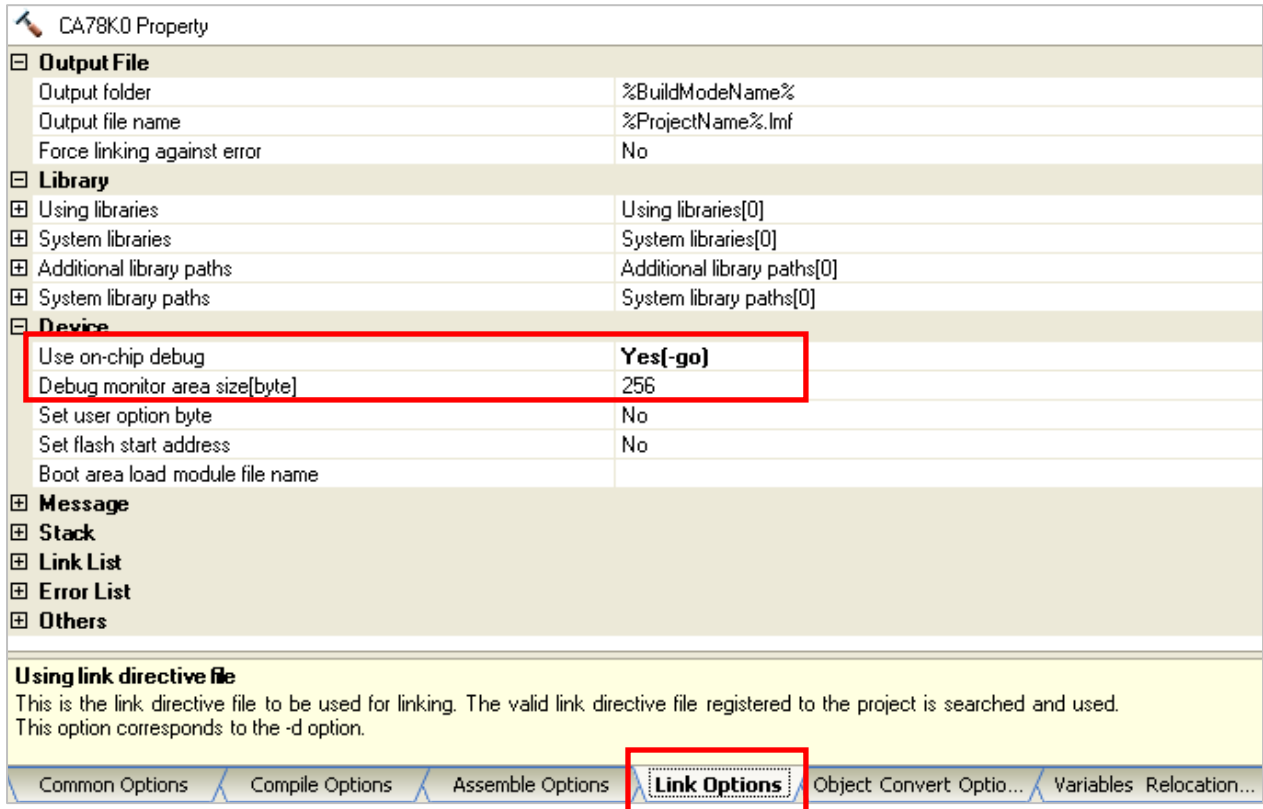 CA78K0 Property
Output File
Output folder %BuildModeName%
Output file name %ProjectName%.lmf
Force linking against error No
Library
Using libraries Using libraries[0]
System libraries System libraries[0]
Additional library paths Additional library paths[0]
System library paths System library paths[0]
Device
Use on-chip debug Yes(-go)
Debug monitor area size[byte] 256
Set user option byte No
Set flash start address No
Boot area load module file name
Message
Stack
Link List
Error List
Others
Using link directive file
This is the link directive file to be used for linking. The valid link directive file registered to the project is searched and used.
This option corresponds to the -d option.
Common Options Compile Options Assemble Options Link Options Object Convert Optio... Variables Relocation...